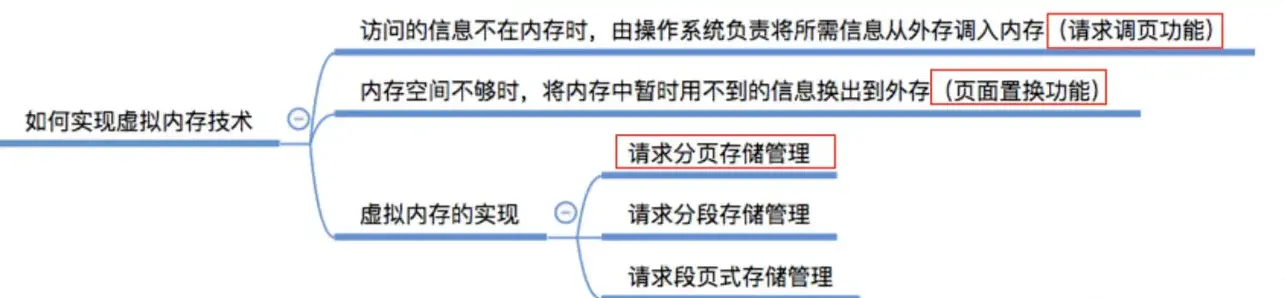 访问的信息不在内存时，由操作系统负责将所需信息从外存调入内存（请求调页功能）
内存空间不够时，将内存中暂时用不到的信息换出到外存（页面置换功能）
如何实现虚拟内存技术
请求分页存储管理
虚拟内存的实现
请求分段存储管理
请求段页式存储管理